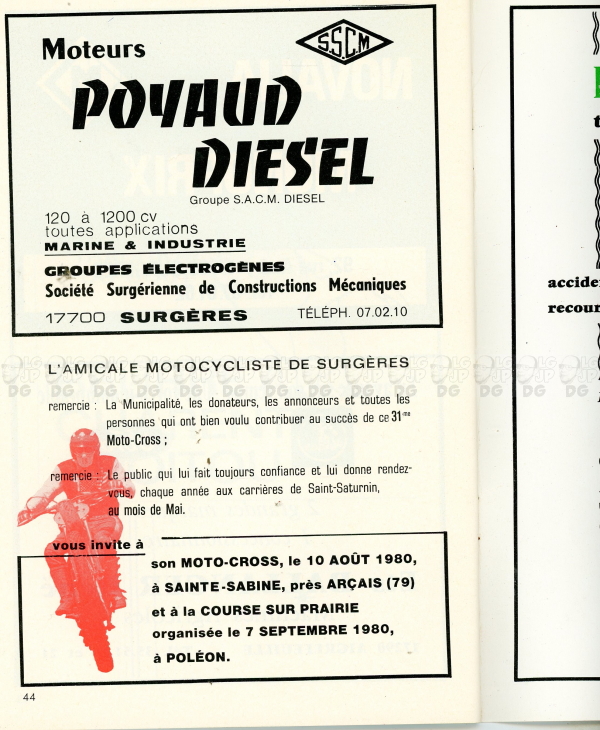 S.S.C.M
Moteurs
POYAUD
DIESEL
Groupe S.A.C.M. DIESEL
120 à 1200 cv
toutes applications
MARINE & INDUSTRIE
GROUPES ÉLECTROGÈNES
Société Surgérienne de Constructions Mécaniques
17700 SURGÈRES TÉLÉPH. 07.02.10
L'AMICALE MOTOCYCLISTE DE SURGÈRES
remercie : La Municipalité, les donateurs, les annonceurs et toutes les
personnes qui ont bien voulu contribuer au succès de ce 31me
Moto-Cross ;
remercie : Le public qui lui fait toujours confiance et lui donne rendez-
vous, chaque année aux carrières de Saint-Saturnin,
au mois de Mai.
vous invite à
son MOTO-CROSS, le 10 AOÛT 1980,
à SAINTE-SABINE, près ARÇAIS (79)
et à la COURSE SUR PRAIRIE
organisée le 7 SEPTEMBRE 1980,
à POLÉON.
44
accide
recour